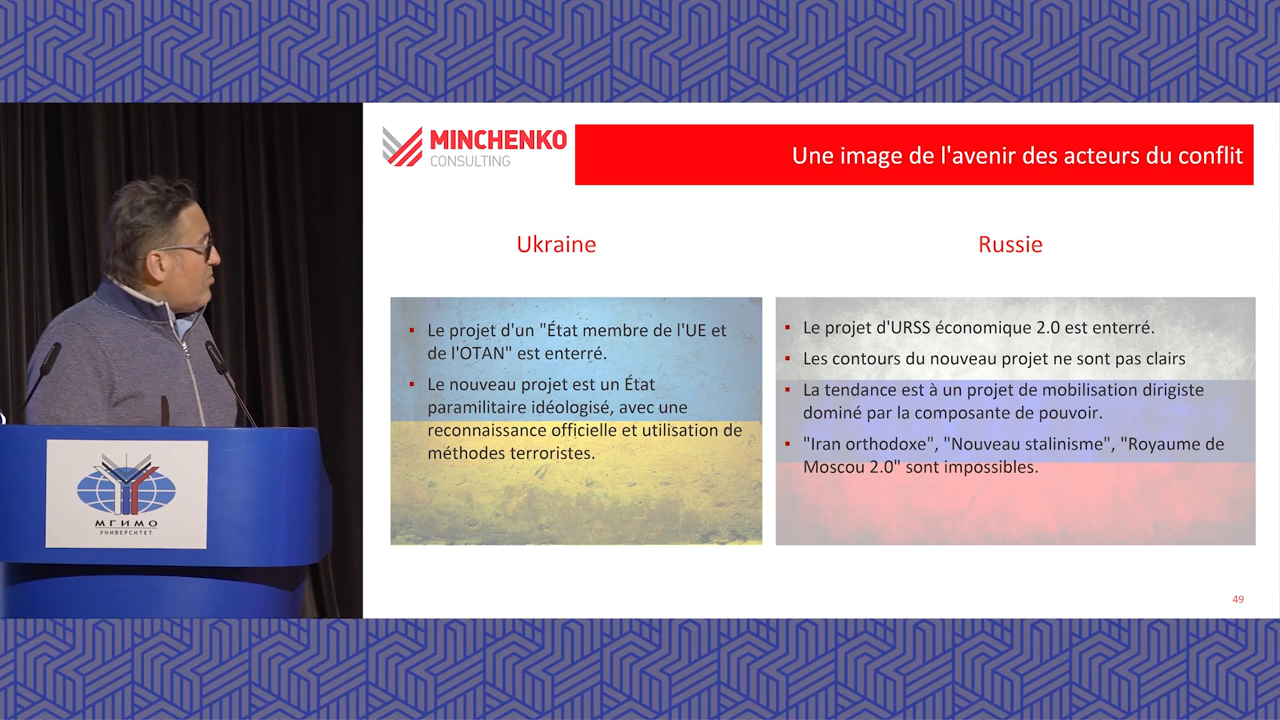 MINCHENKO
CONSULTING
Une image de l'avenir des acteurs du conflit
Ukraine
▪ Le projet d'un "État membre de l'UE et
de l'OTAN" est enterré.
▪ Le nouveau projet est un État
paramilitaire idéologisé, avec une
reconnaissance officielle et utilisation de
méthodes terroristes.
Russie
▪ Le projet d'URSS économique 2.0 est enterré.
▪ Les contours du nouveau projet ne sont pas clairs
▪ La tendance est à un projet de mobilisation dirigiste
dominé par la composante de pouvoir.
▪ "Iran orthodoxe", "Nouveau stalinisme", "Royaume de
Moscou 2.0" sont impossibles.
49
МГИМО
УНИВЕРСИТЕТ